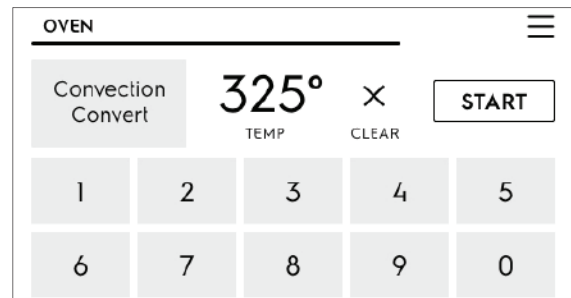 OVEN
Convection
Convert
325°
TEMP
×
CLEAR
START
1 2 3 4 5
6 7 8 9 0